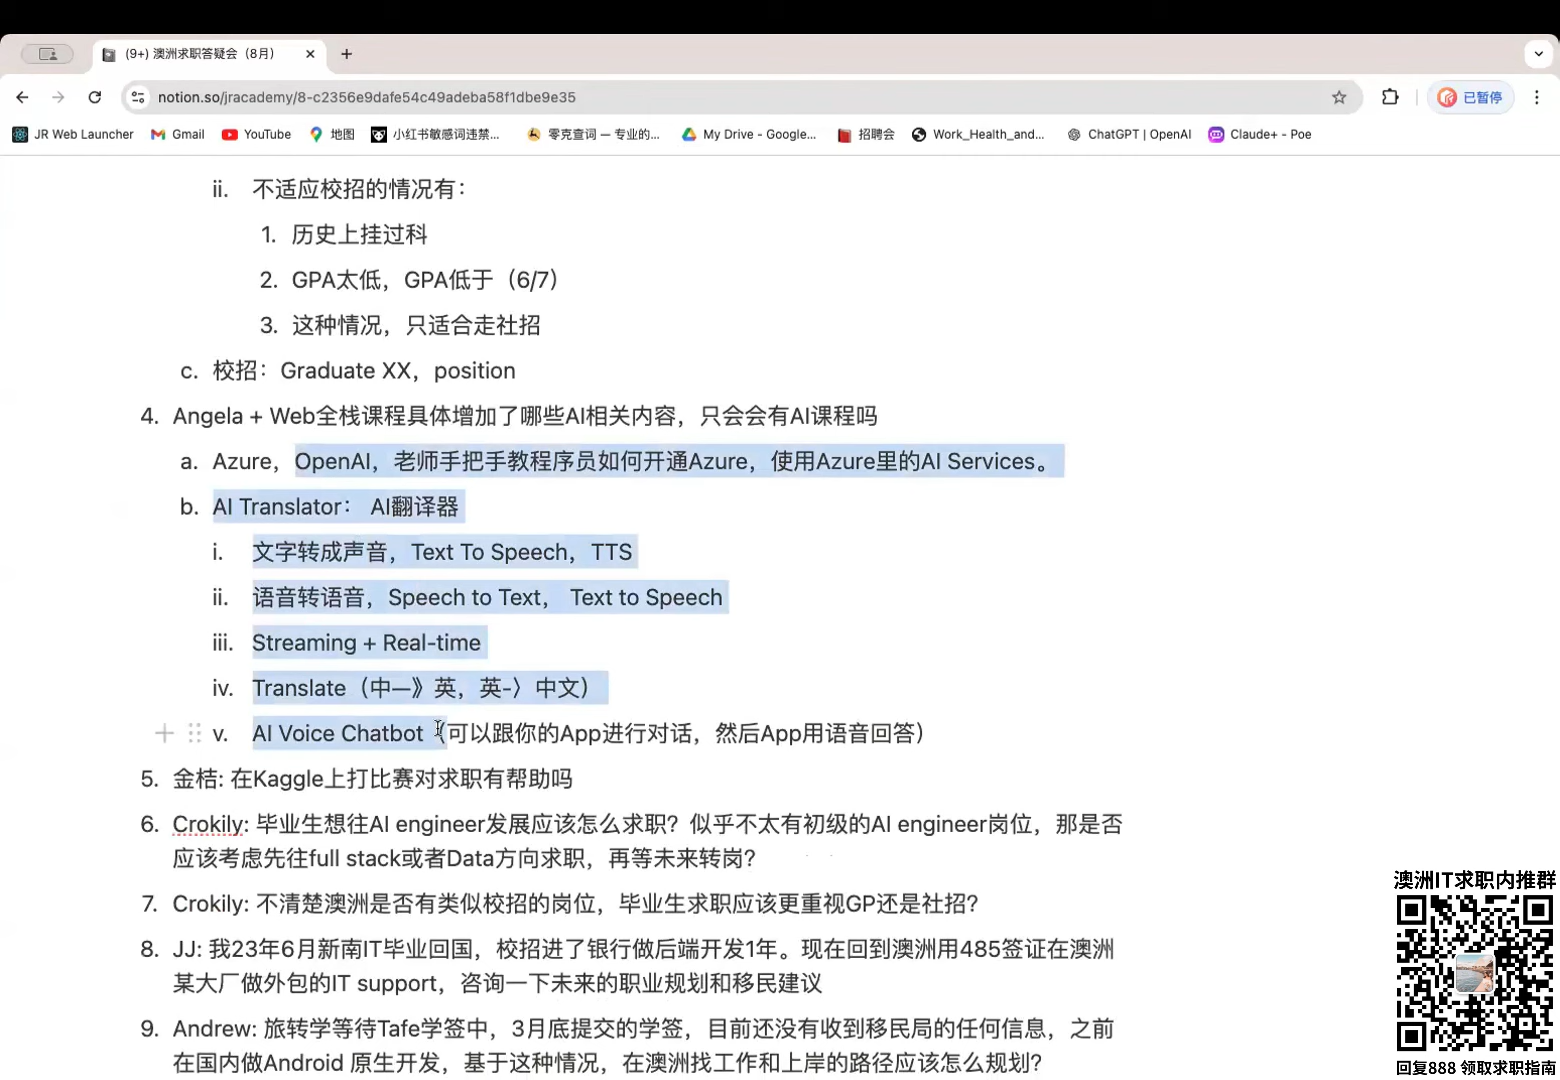 (9+) 澳洲求职答疑会（8月）
notion.so/jracademy/8-c2356e9dafe54c49adeba58f1dbe9e35
已暂停
JR Web Launcher
Gmail
YouTube
地图
小红书敏感词违禁...
零克查词 — 专业的...
My Drive - Google...
招聘会
Work_Health_and...
ChatGPT | OpenAI
Claude+ - Poe
ii. 不适应校招的情况有：
1. 历史上挂过科
2. GPA太低，GPA低于（6/7）
3. 这种情况，只适合走社招
c. 校招：Graduate XX，position
4. Angela + Web全栈课程具体增加了哪些AI相关内容，只会会有AI课程吗
a. Azure，OpenAI，老师手把手教程序员如何开通Azure，使用Azure里的AI Services。
b. AI Translator： AI翻译器
i. 文字转成声音，Text To Speech，TTS
ii. 语音转语音，Speech to Text， Text to Speech
iii. Streaming + Real-time
iv. Translate（中—》英，英-〉中文）
v. AI Voice Chatbot（可以跟你的App进行对话，然后App用语音回答）
5. 金桔: 在Kaggle上打比赛对求职有帮助吗
6. Crokily: 毕业生想往AI engineer发展应该怎么求职？似乎不太有初级的AI engineer岗位，那是否
应该考虑先往full stack或者Data方向求职，再等未来转岗？
7. Crokily: 不清楚澳洲是否有类似校招的岗位，毕业生求职应该更重视GP还是社招？
8. JJ: 我23年6月新南IT毕业回国，校招进了银行做后端开发1年。现在回到澳洲用485签证在澳洲
某大厂做外包的IT support，咨询一下未来的职业规划和移民建议
9. Andrew: 旅转学等待Tafe学签中，3月底提交的学签，目前还没有收到移民局的任何信息，之前
在国内做Android 原生开发，基于这种情况，在澳洲找工作和上岸的路径应该怎么规划？
澳洲IT求职内推群
回复888 领取求职指南